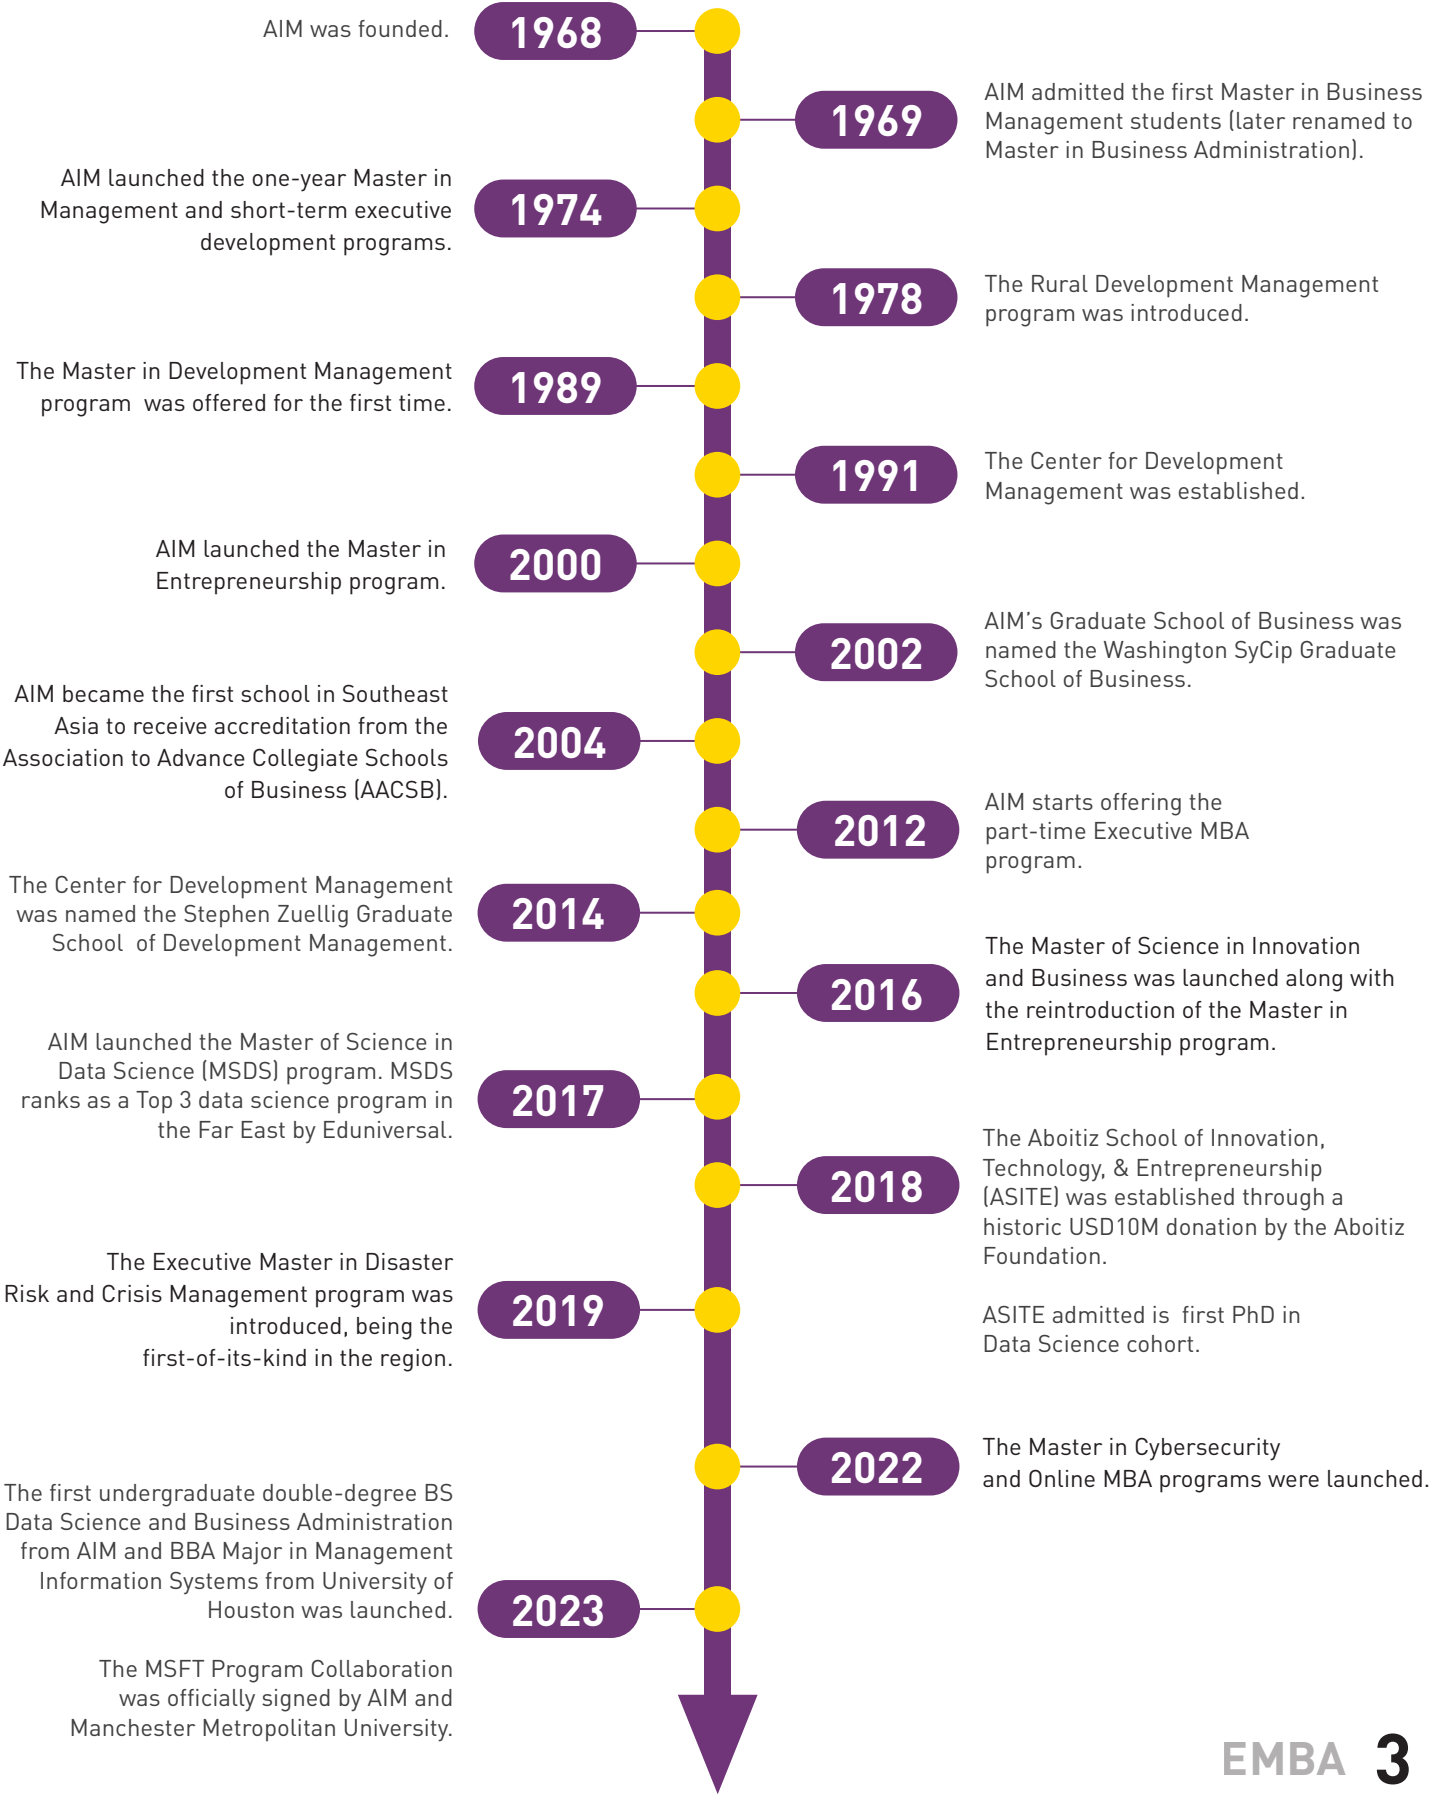 AIM was founded.
1968
1969
AIM admitted the first Master in Business
Management students (later renamed to
Master in Business Administration).
AIM launched the one-year Master in
Management and short-term executive
development programs.
1974
1978
The Rural Development Management
program was introduced.
The Master in Development Management
program  was offered for the first time.
1989
1991
The Center for Development
Management was established.
AIM launched the Master in
Entrepreneurship program.
2000
2002
AIM’s Graduate School of Business was
named the Washington SyCip Graduate
School of Business.
AIM became the first school in Southeast
Asia to receive accreditation from the
Association to Advance Collegiate Schools
of Business (AACSB).
2004
2012
AIM starts offering the
part-time Executive MBA
program.
The Center for Development Management
was named the Stephen Zuellig Graduate
School  of Development Management.
2014
2016
The Master of Science in Innovation
and Business was launched along with
the reintroduction of the Master in
Entrepreneurship program.
AIM launched the Master of Science in
Data Science (MSDS) program. MSDS
ranks as a Top 3 data science program in
the Far East by Eduniversal.
2017
2018
The Aboitiz School of Innovation,
Technology, & Entrepreneurship
(ASITE) was established through a
historic USD10M donation by the Aboitiz
Foundation.
ASITE admitted is  first PhD in
Data Science cohort.
The Executive Master in Disaster
Risk and Crisis Management program was
introduced, being the
first-of-its-kind in the region.
2019
2022
The Master in Cybersecurity
and Online MBA programs were launched.
The first undergraduate double-degree BS
Data Science and Business Administration
from AIM and BBA Major in Management
Information Systems from University of
Houston was launched.
2023
The MSFT Program Collaboration
was officially signed by AIM and
Manchester Metropolitan University.
EMBA 3